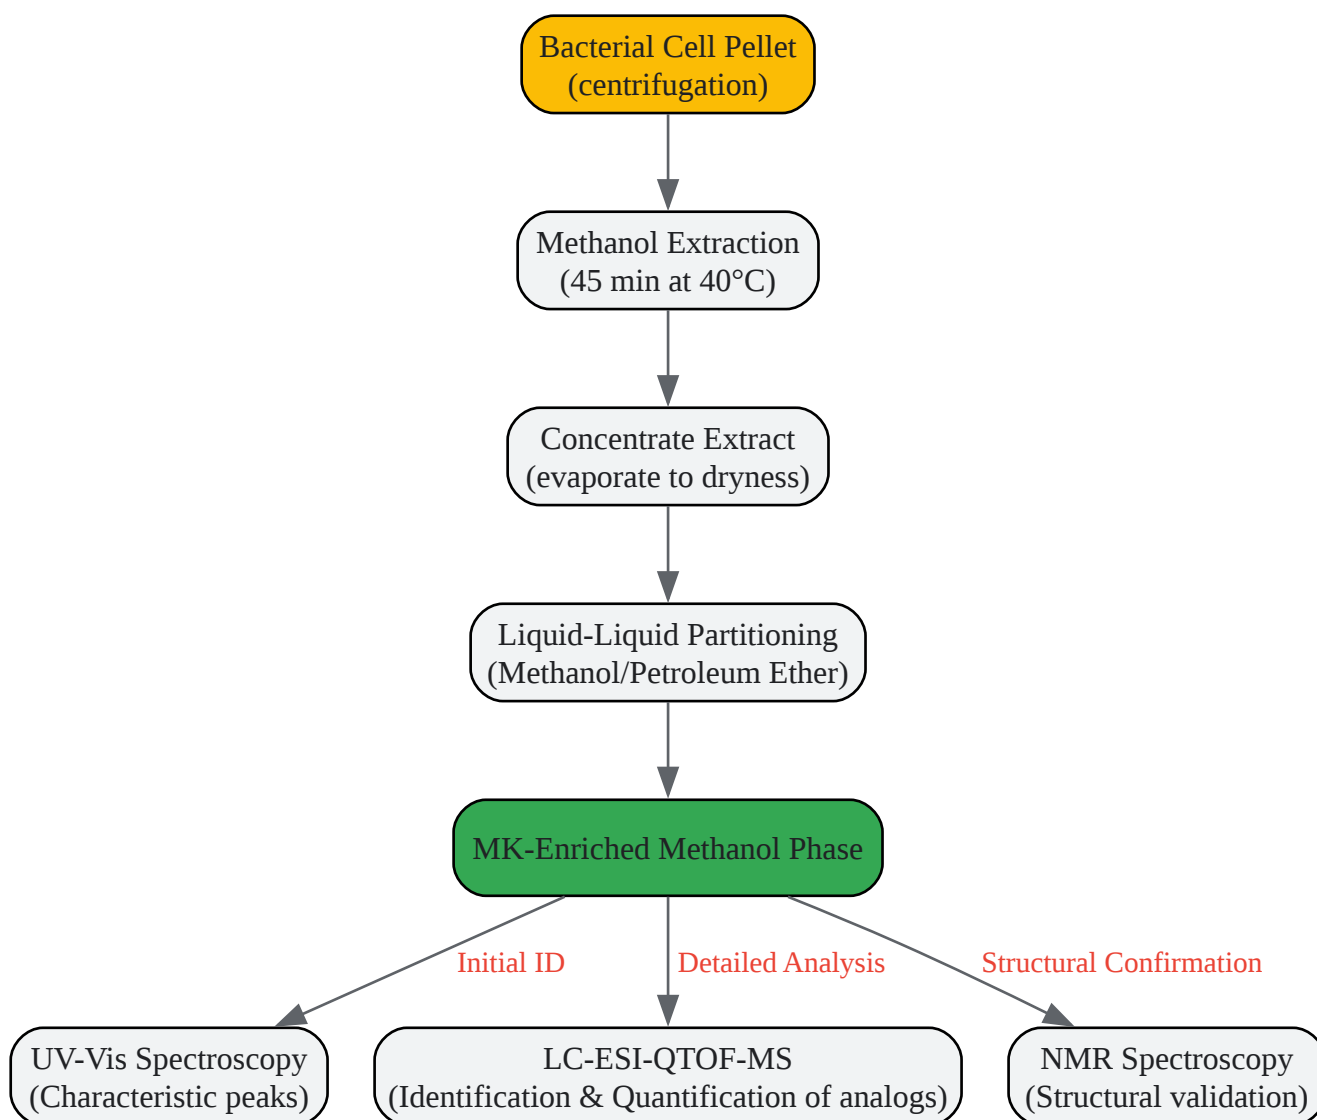 Bacterial Cell Pellet
(centrifugation)
Methanol Extraction
(45 min at 40°C)
Concentrate Extract
(evaporate to dryness)
Liquid-Liquid Partitioning
(Methanol/Petroleum Ether)
MK-Enriched Methanol Phase
Initial ID
Detailed Analysis
Structural Confirmation
UV-Vis Spectroscopy
(Characteristic peaks)
LC-ESI-QTOF-MS
(Identification & Quantification of analogs)
NMR Spectroscopy
(Structural validation)